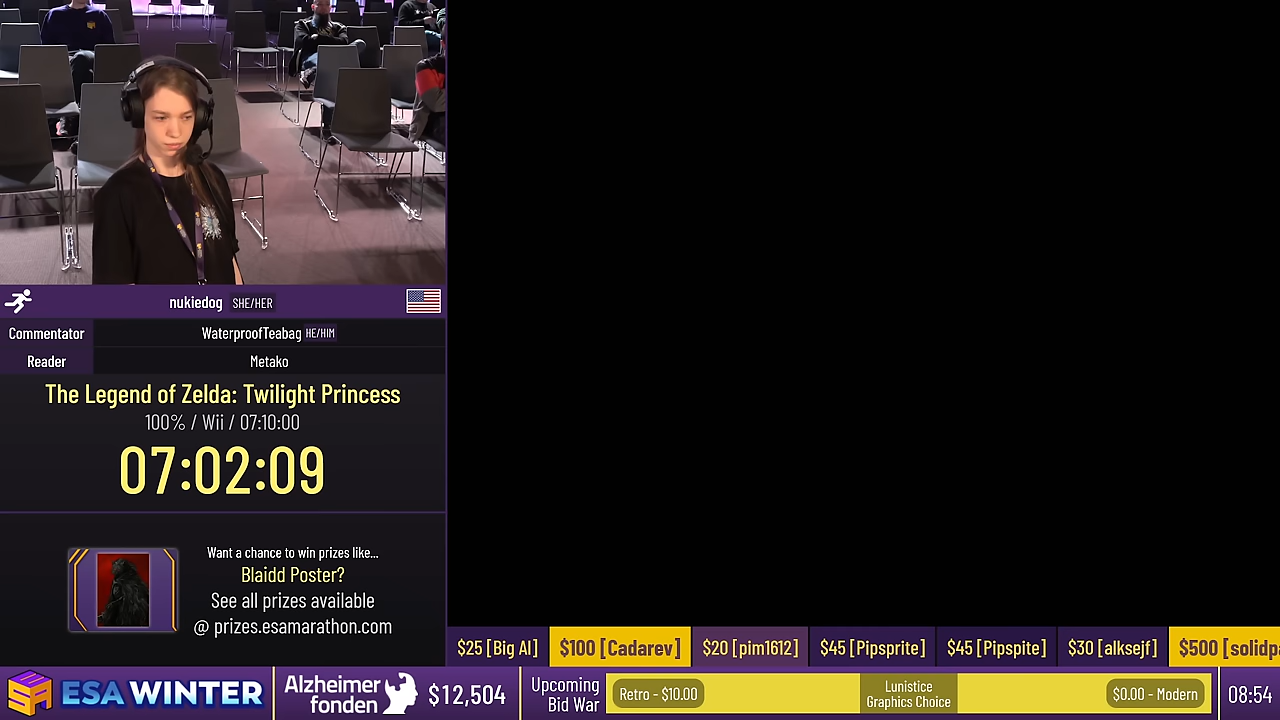 nukiedog SHE/HER
Commentator WaterproofTeabag HE/HIM
Reader Metako
The Legend of Zelda: Twilight Princess
100% / Wii / 07:10:00
07:02:09
Want a chance to win prizes like...
Blaidd Poster?
See all prizes available
@ prizes.esamarathon.com
$25 [Big AI] $100 [Cadarev] $20 [pim1612] $45 [Pipsprite] $45 [Pipspite] $30 [alksejf] $500 [solidp
ESA WINTER
Alzheimer
fonden
$12,504
Upcoming
Bid War
Retro - $10.00
Lunistice
Graphics Choice
$0.00 - Modern
08:54